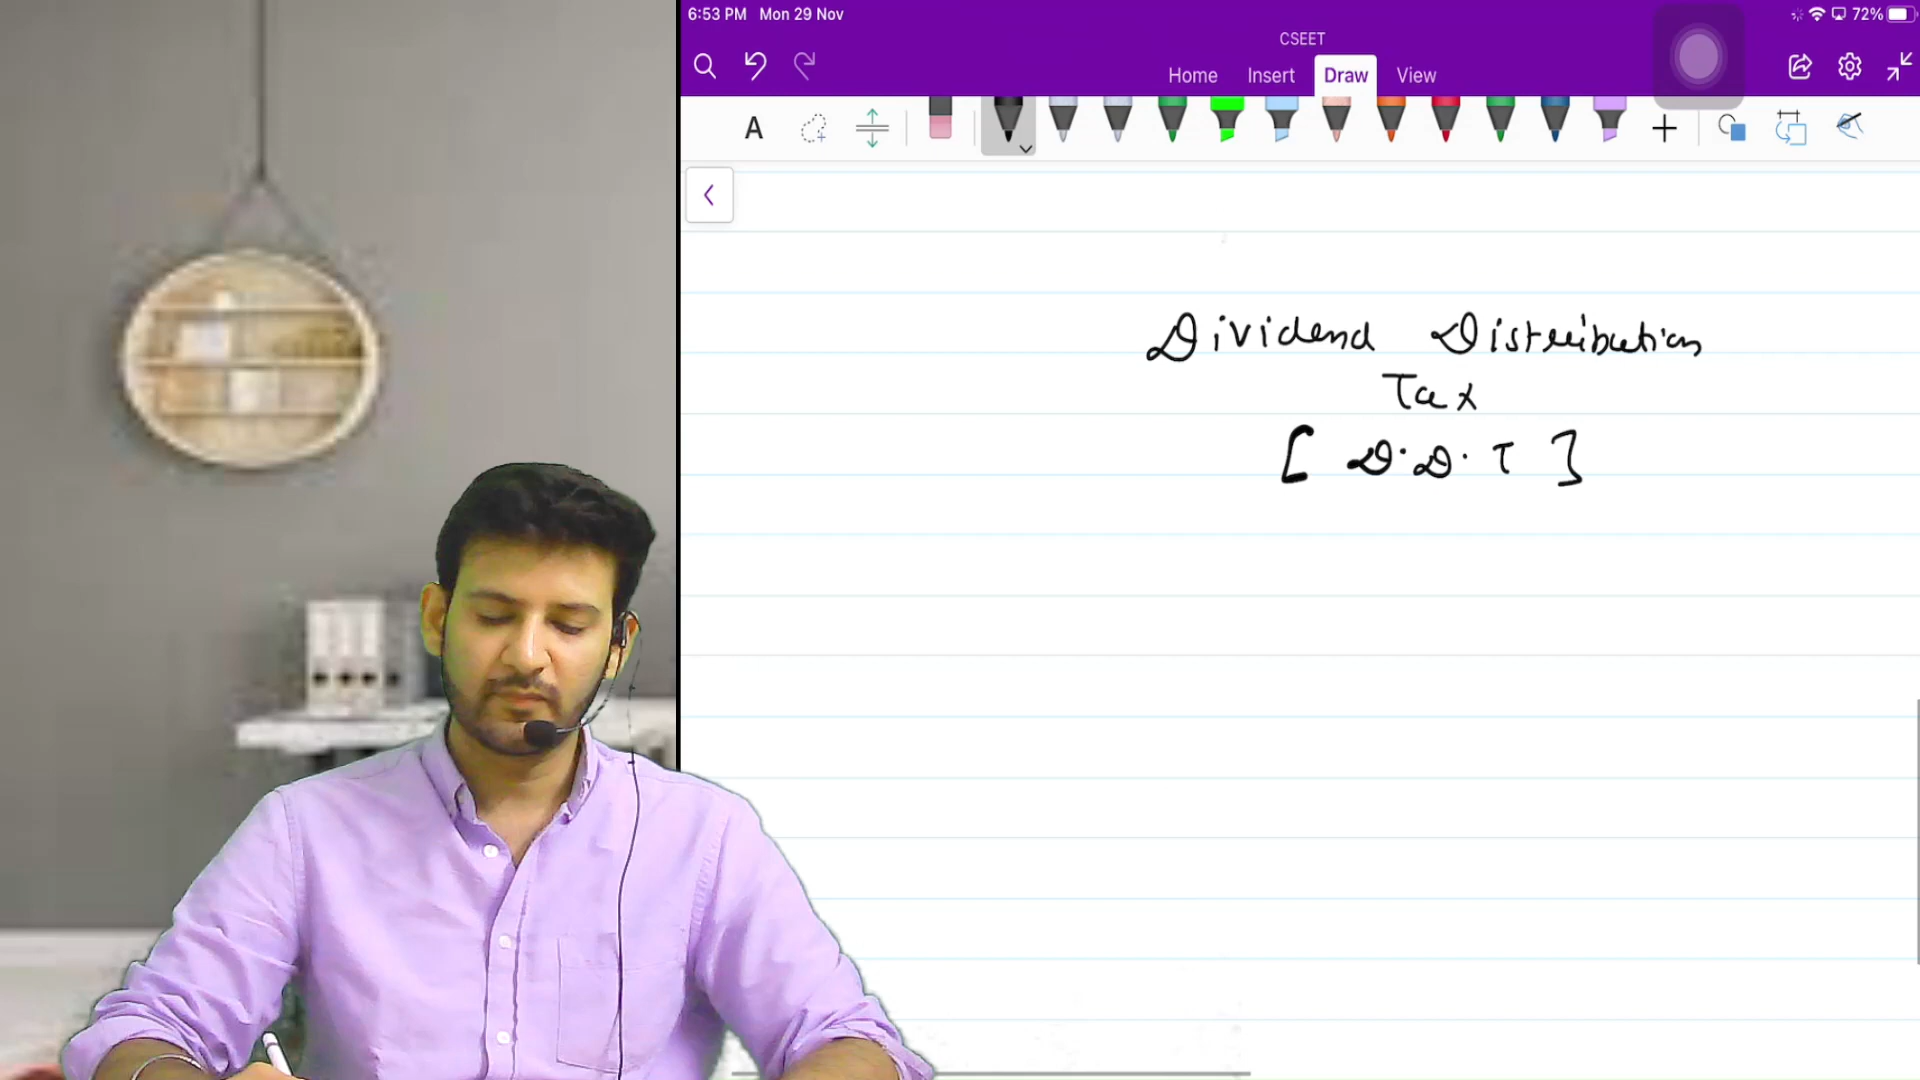 6:53 PM Mon 29 Nov 72%
CSEET
Home Insert Draw View
A
Dividend Distribution
Tax
[ D.D.T ]